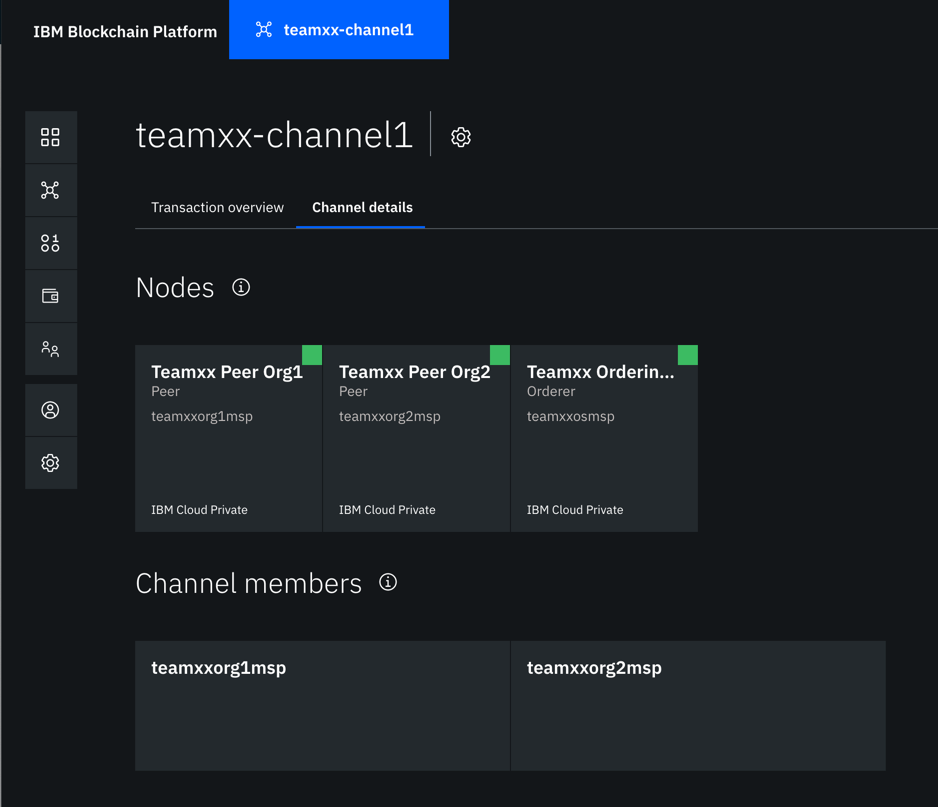 IBM Blockchain Platform
teamxx-channel1
teamxx-channel1
Transaction overview
Channel details
Nodes
Teamxx Peer Org1
Peer
teamxxorg1msp
IBM Cloud Private
Teamxx Peer Org2
Peer
teamxxorg2msp
IBM Cloud Private
Teamxx Orderin...
Orderer
teamxxosmsp
IBM Cloud Private
Channel members
teamxxorg1msp
teamxxorg2msp